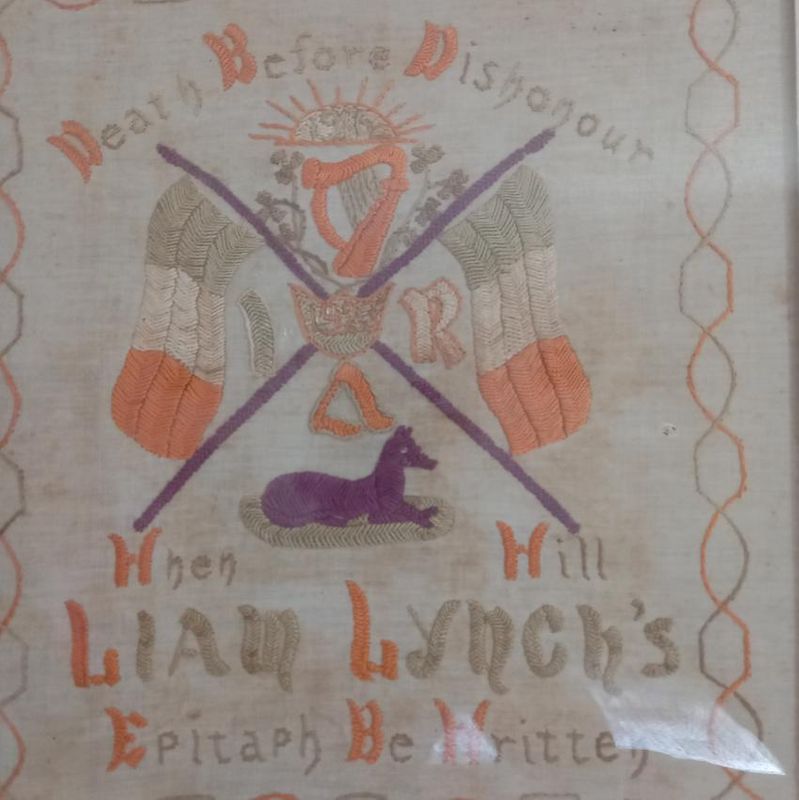 Death Before Dishonour
I R
A
When Will
LIAM LYNCH'S
Epitaph Be Written